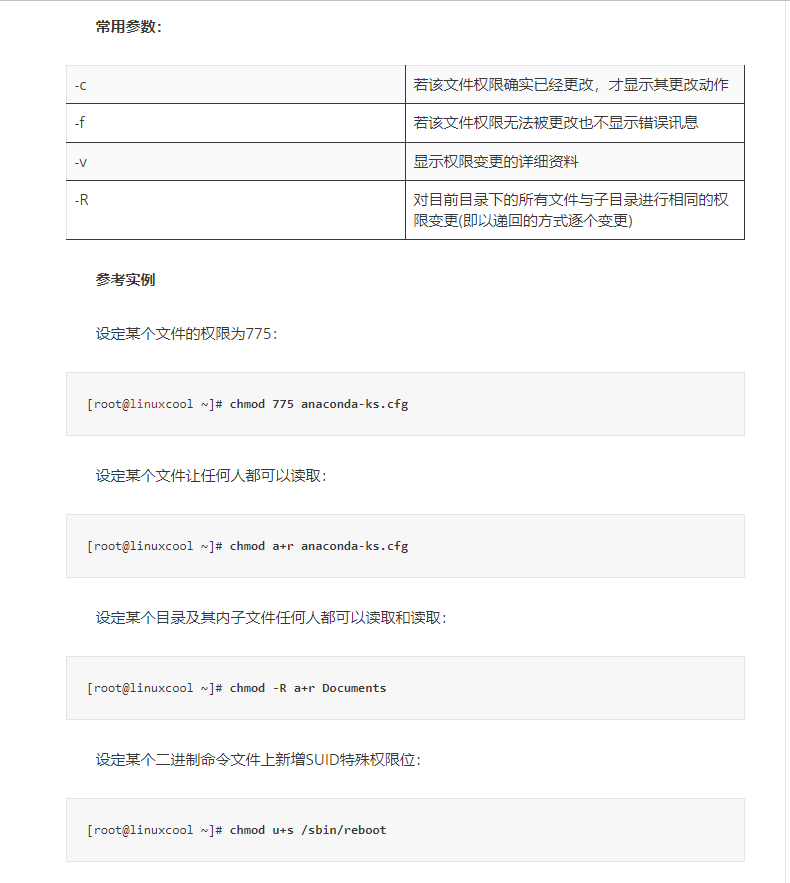 常用参数：
-c 若该文件权限确实已经更改，才显示其更改动作
-f 若该文件权限无法被更改也不显示错误讯息
-v 显示权限变更的详细资料
-R 对目前目录下的所有文件与子目录进行相同的权
限变更(即以递回的方式逐个变更)
参考实例
设定某个文件的权限为775：
[root@linuxcool ~]# chmod 775 anaconda-ks.cfg
设定某个文件让任何人都可以读取：
[root@linuxcool ~]# chmod a+r anaconda-ks.cfg
设定某个目录及其内子文件任何人都可以读取和读取：
[root@linuxcool ~]# chmod -R a+r Documents
设定某个二进制命令文件上新增SUID特殊权限位：
[root@linuxcool ~]# chmod u+s /sbin/reboot